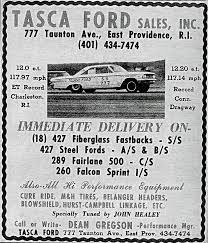 TASCA FORD SALES, INC.
777 Taunton Ave., East Providence, R.I.
(401) 434-7474
12.0 e.t.
117.97 mph
ET Record
Charleston,
R.I.
12.20 e.t.
117.14 mph
Record
Conn.
Dragway
IMMEDIATE DELIVERY ON-
(18) 427 Fiberglass Fastbacks - S/S
427 Steel Fords - A/S & B/S
289 Fairlane 500 - C/S
260 Falcon Sprint I/S
Also-All Hi Performance Equipment
CURE RIDE, M&H TIRES, BELANGER HEADERS,
BLOWSHIELD, HURST-CAMPBELL LINKAGE, ETC.
Specially Tuned by JOHN HEALEY
Call or Write- DEAN GREGSON -Performance Mgr.
TASCA FORD 777 Taunton Ave., East Prov. 434-7474